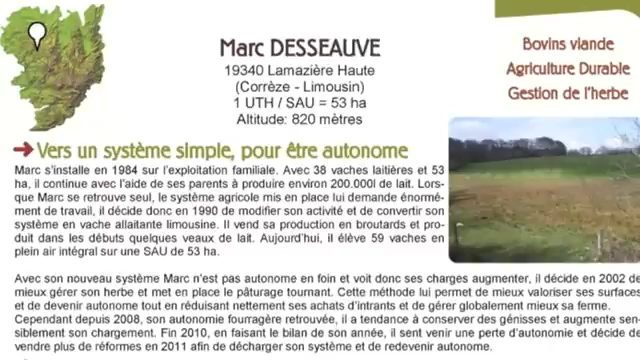 Marc DESSEAUVE
19340 Lamazière Haute
(Corrèze - Limousin)
1 UTH / SAU = 53 ha
Altitude: 820 mètres
Bovins viande
Agriculture Durable
Gestion de l'herbe
Vers un système simple, pour être autonome
Marc s'installe en 1984 sur l'exploitation familiale. Avec 38 vaches laitières et 53
ha, il continue avec l'aide de ses parents à produire environ 200.000l de lait. Lors-
que Marc se retrouve seul, le système agricole mis en place lui demande énormé-
ment de travail, il décide donc en 1990 de modifier son activité et de convertir son
système en vache allaitante limousine. Il vend sa production en broutards et pro-
duit dans les débuts quelques veaux de lait. Aujourd'hui, il élève 59 vaches en
plein air intégral sur une SAU de 53 ha.
Avec son nouveau système Marc n'est pas autonome en foin et voit donc ses charges augmenter, il décide en 2002 de
mieux gérer son herbe et met en place le pâturage tournant. Cette méthode lui permet de mieux valoriser ses surfaces
et de devenir autonome tout en réduisant nettement ses achats d'intrants et de gérer globalement mieux sa ferme.
Cependant depuis 2008, son autonomie fourragère retrouvée, il a tendance à conserver des génisses et augmente sen-
siblement son chargement. Fin 2010, en faisant le bilan de son année, il sent venir une perte d'autonomie et décide de
vendre plus de réformes en 2011 afin de décharger son système et de redevenir autonome.